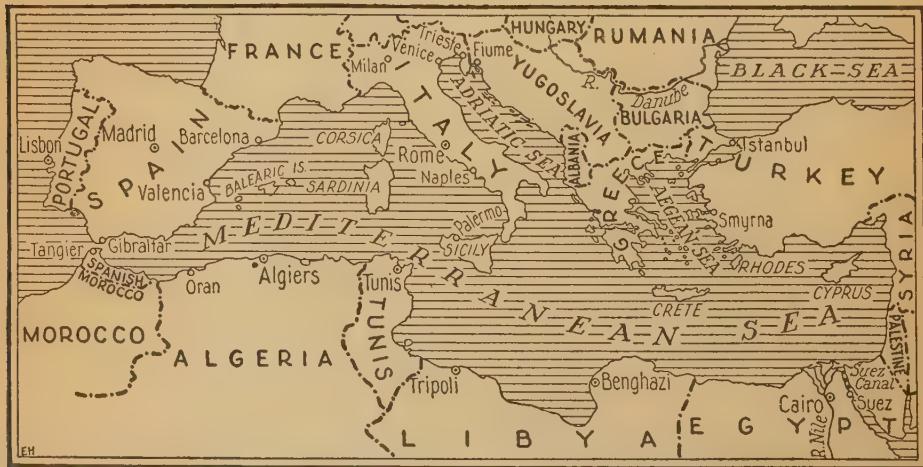 FRANCE
HUNGARY
RUMANIA
Trieste
Fiume
Venice
Milan
BLACK SEA
R. Danube
YUGOSLAVIA
BULGARIA
ADRIATIC SEA
ITALY
PORTUGAL
Madrid
Barcelona
CORSICA
Lisbon
SPAIN
Rome
ALBANIA
GREECE
Istanbul
TURKEY
Valencia
BALEARIC IS.
SARDINIA
Naples
AEGEAN SEA
Smyrna
Palermo
SICILY
MEDITERRANEAN SEA
Tangier
Gibraltar
SPANISH
MOROCCO
Oran
Algiers
Tunis
RHODES
CYPRUS
CRETE
SYRIA
PALESTINE
MOROCCO
ALGERIA
TUNIS
Tripoli
Benghazi
Suez
Canal
Cairo
Suez
R. Nile
LIBYA
EGYPT
EH